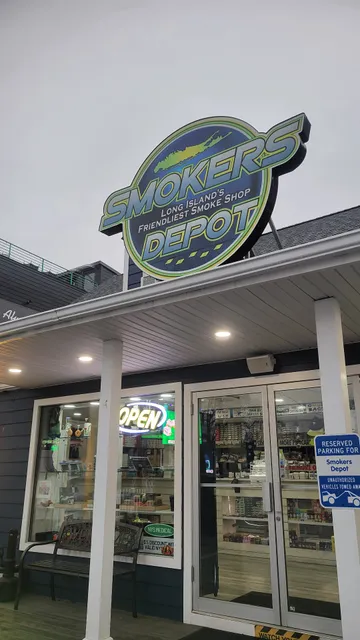 SMOKERS
LONG ISLAND'S
FRIENDLIEST SMOKE SHOP
DEPOT
OPEN
RESERVED
PARKING FOR
Smokers
Depot
UNAUTHORIZED
VEHICLES TOWED AWAY